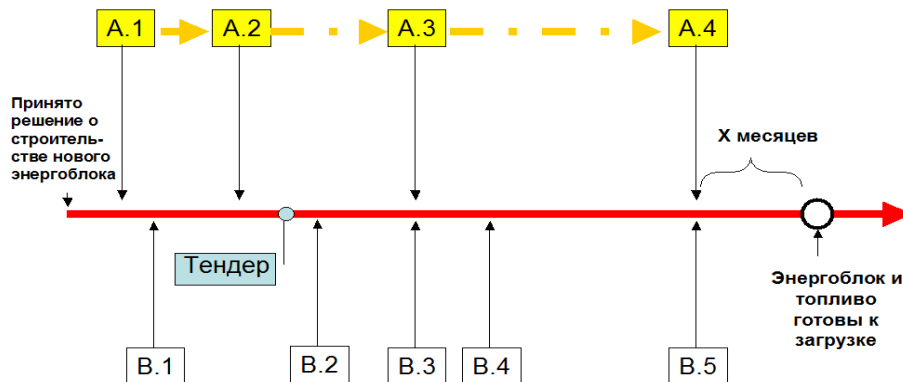 А.1
А.2
А.3
А.4
Принято
решение о
строитель-
стве нового
энергоблока
Х месяцев
Тендер
Энергоблок и
топливо
готовы к
загрузке
В.1
В.2
В.3
В.4
В.5